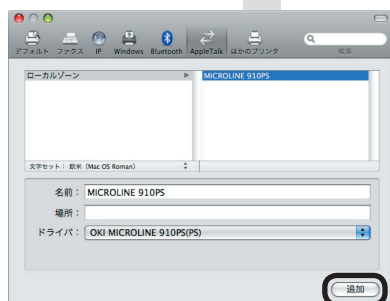 デフォルト ファクス IP Windows Bluetooth AppleTalk ほかのプリンタ 検索
ローカルゾーン
MICROLINE 910PS
文字セット： 欧米 (Mac OS Roman)
名前： MICROLINE 910PS
場所：
ドライバ： OKI MICROLINE 910PS(PS)
追加